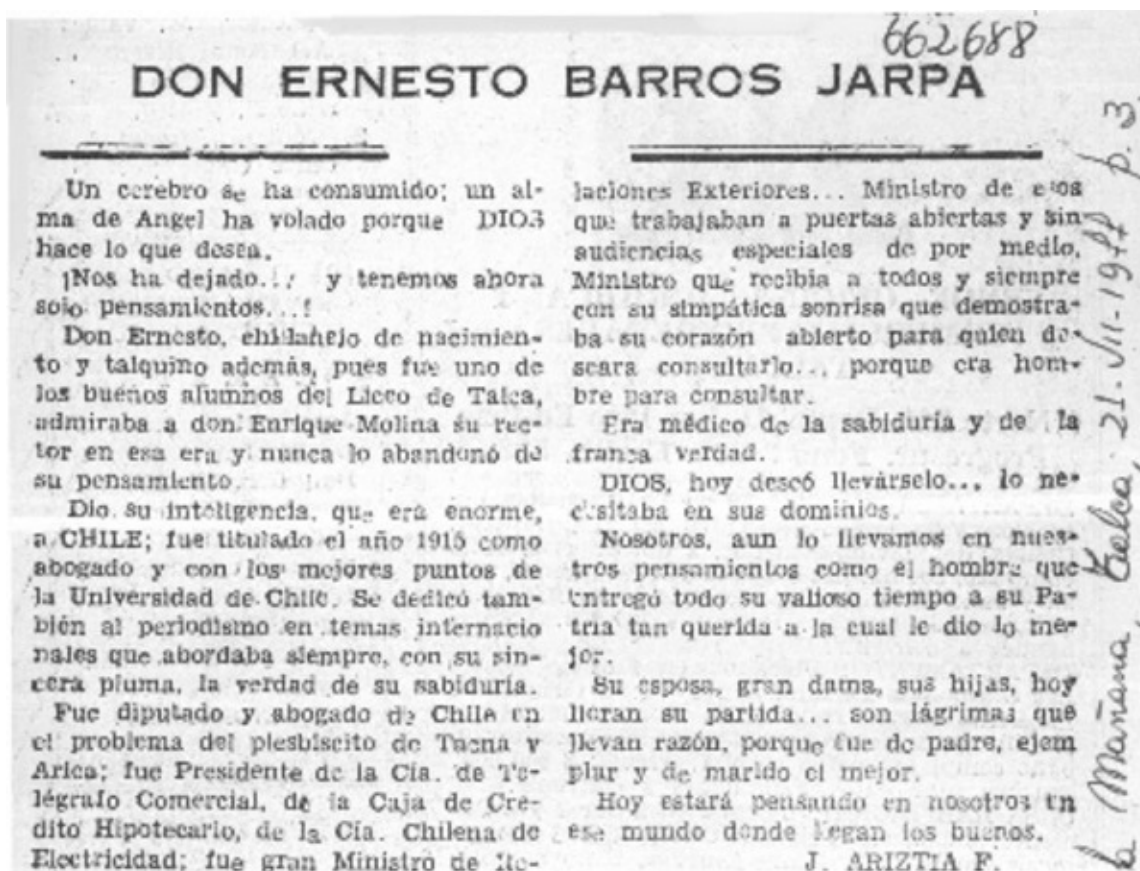 662688
DON ERNESTO BARROS JARPA
Un cerebro se ha consumido; un al-
ma de Angel ha volado porque DIOS
hace lo que desea.
¡Nos ha dejado..! y tenemos ahora
solo pensamientos...!
Don Ernesto, chillanejo de nacimien-
to y talquino además, pues fue uno de
los buenos alumnos del Liceo de Talca,
admiraba a don Enrique Molina su rec-
tor en esa era y nunca lo abandonó de
su pensamiento.
Dio su inteligencia, que era enorme,
a CHILE; fue titulado el año 1915 como
abogado y con los mejores puntos de
la Universidad de Chile. Se dedicó tam-
bién al periodismo en temas internacio
nales que abordaba siempre, con su sin-
cera pluma, la verdad de su sabiduría.
Fue diputado y abogado de Chile en
el problema del plesbiscito de Tacna y
Arica; fue Presidente de la Cía. de Te-
légrafo Comercial, de la Caja de Cre-
dito Hipotecario, de la Cía. Chilena de
Electricidad; fue gran Ministro de Re-
laciones Exteriores... Ministro de esos
que trabajaban a puertas abiertas y sin
audiencias especiales de por medio,
Ministro que recibia a todos y siempre
con su simpática sonrisa que demostra-
ba su corazón abierto para quien de-
seara consultarlo... porque era hom-
bre para consultar.
Era médico de la sabiduría y de la
franca verdad.
DIOS, hoy deseó llevárselo... lo ne-
cesitaba en sus dominios.
Nosotros, aun lo llevamos en nues-
tros pensamientos como el hombre que
entregó todo su valioso tiempo a su Pa-
tria tan querida a la cual le dio lo me-
jor.
Su esposa, gran dama, sus hijas, hoy
lloran su partida... son lágrimas que
llevan razón, porque fue de padre, ejem
plar y de marido el mejor.
Hoy estará pensando en nosotros en
ese mundo donde llegan los buenos.
J. ARIZTIA F.
La Mañana, Talca 21-VII-1977 p. 3.